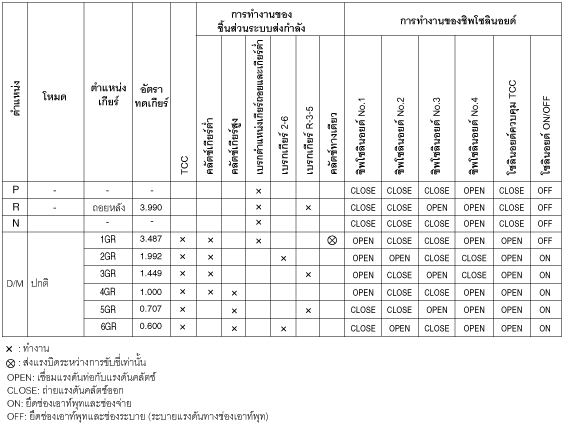 ตำแหน่ง | โหมด | ตำแหน่งเกียร์ | อัตราทดเกียร์ | การทำงานของชิ้นส่วนระบบส่งกำลัง | การทำงานของชิพโซลินอยด์
TCC | คลัตช์เกียร์ต่ำ | คลัตช์เกียร์สูง | เบรกตำแหน่งเกียร์ถอยและเกียร์ต่ำ | เบรกเกียร์ 2-6 | เบรกเกียร์ R-3-5 | คลัตช์ทางเดียว | ชิพโซลินอยด์ No.1 | ชิพโซลินอยด์ No.2 | ชิพโซลินอยด์ No.3 | ชิพโซลินอยด์ No.4 | โซลินอยด์ควบคุม TCC | โซลินอยด์ ON/OFF
P | - | - | - | | | | × | | | | CLOSE | CLOSE | CLOSE | OPEN | CLOSE | OFF
R | - | ถอยหลัง | 3.990 | | | | × | | × | | CLOSE | CLOSE | OPEN | OPEN | CLOSE | OFF
N | | - | - | | | | × | | | | CLOSE | CLOSE | CLOSE | OPEN | CLOSE | OFF
D/M | ปกติ | 1GR | 3.487 | × | × | | × | | | ⊗ | OPEN | CLOSE | CLOSE | OPEN | OPEN | OFF
2GR | 1.992 | × | × | | | × | | | OPEN | OPEN | CLOSE | CLOSE | OPEN | ON
3GR | 1.449 | × | × | | | | × | | OPEN | CLOSE | OPEN | CLOSE | OPEN | ON
4GR | 1.000 | × | × | × | | | | | OPEN | CLOSE | CLOSE | OPEN | OPEN | ON
5GR | 0.707 | × | | × | | | × | | CLOSE | CLOSE | OPEN | OPEN | OPEN | ON
6GR | 0.600 | × | | × | | × | | | CLOSE | OPEN | CLOSE | OPEN | OPEN | ON
× : ทำงาน
⊗ : ส่งแรงบิดระหว่างการขับขี่เท่านั้น
OPEN: เชื่อมแรงดันท่อกับแรงดันคลัตช์
CLOSE: ถ่ายแรงดันคลัตช์ออก
ON: ยึดช่องเอาท์พุทและช่องจ่าย
OFF: ยึดช่องเอาท์พุทและช่องระบาย (ระบายแรงดันทางช่องเอาท์พุท)